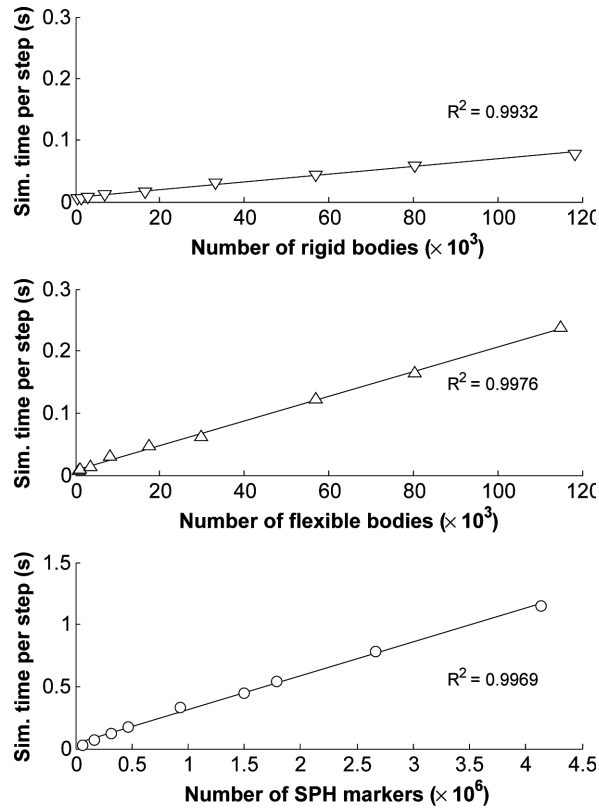 Sim. time per step (s)
0.3
0.2
0.1
0
R² = 0.9932
0 20 40 60 80 100 120
Number of rigid bodies (× 10³)
Sim. time per step (s)
0.3
0.2
0.1
0
R² = 0.9976
0 20 40 60 80 100 120
Number of flexible bodies (× 10³)
Sim. time per step (s)
1.5
1
0.5
0
R² = 0.9969
0 0.5 1 1.5 2 2.5 3 3.5 4 4.5
Number of SPH markers (× 10⁶)